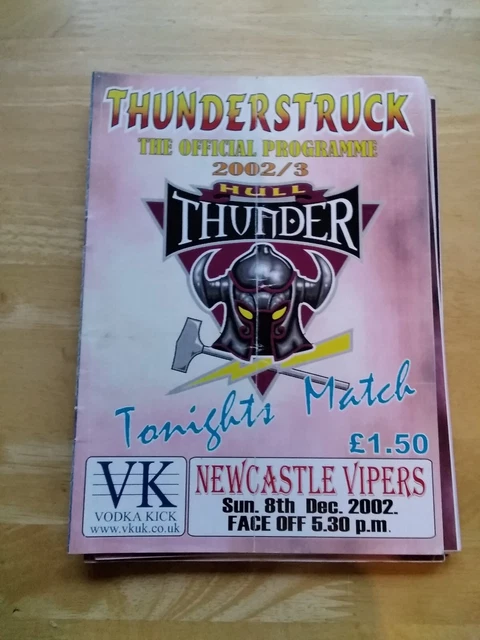 THUNDERSTRUCK
THE OFFICIAL PROGRAMME
2002/3
HULL
THUNDER
Tonights Match
£1.50
VK
VODKA KICK
www.vkuk.co.uk
NEWCASTLE VIPERS
Sun. 8th Dec. 2002.
FACE OFF 5.30 p.m.